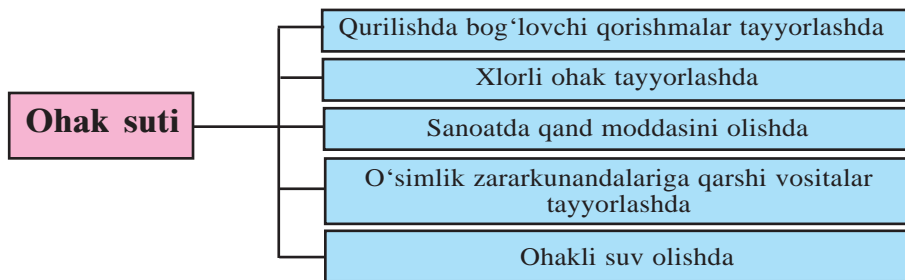 Ohak suti
Qurilishda bog‘lovchi qorishmalar tayyorlashda
Xlorli ohak tayyorlashda
Sanoatda qand moddasini olishda
O‘simlik zararkunandalariga qarshi vositalar
tayyorlashda
Ohakli suv olishda